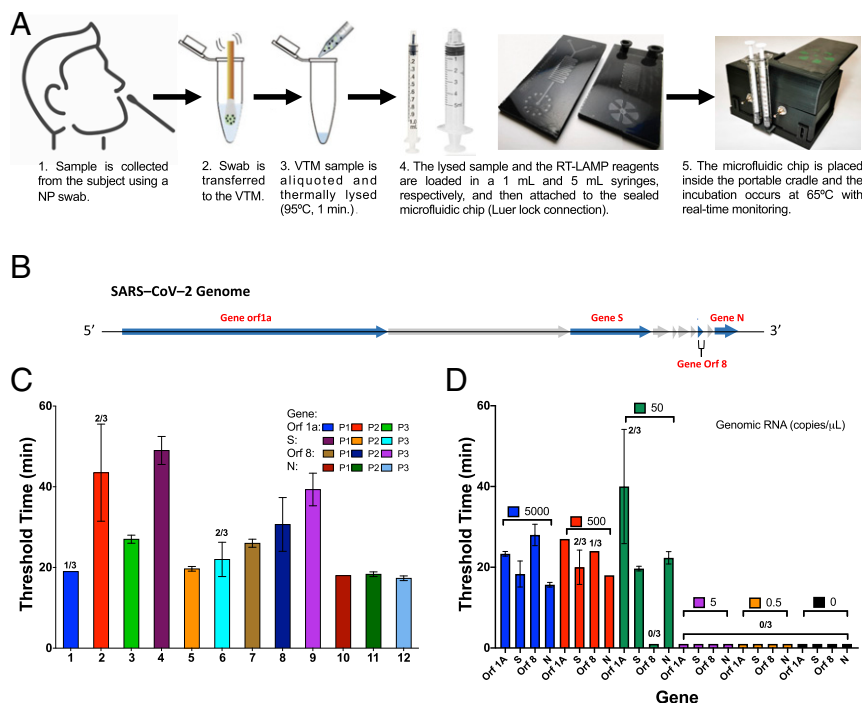 A
1. Sample is collected
from the subject using a
NP swab.
2. Swab is
transferred
to the VTM.
3. VTM sample is
aliquoted and
thermally lysed
(95ºC, 1 min.)
4. The lysed sample and the RT-LAMP reagents
are loaded in a 1 mL and 5 mL syringes,
respectively, and then attached to the sealed
microfluidic chip (Luer lock connection).
5. The microfluidic chip is placed
inside the portable cradle and the
incubation occurs at 65ºC with
real-time monitoring.
B
SARS–CoV–2 Genome
5′
Gene orf1a
Gene S
Gene N
3′
Gene Orf 8
C
Threshold Time (min)
60
40
20
0
1/3
2/3
2/3
Gene:
Orf 1a: P1 P2 P3
S: P1 P2 P3
Orf 8: P1 P2 P3
N: P1 P2 P3
1 2 3 4 5 6 7 8 9 10 11 12
D
Threshold Time (min)
60
40
20
0
Genomic RNA (copies/µL)
5000
500
50
5
0.5
0
2/3
2/3
1/3
0/3
0/3
Orf 1A S Orf 8 N Orf 1A S Orf 8 N Orf 1A S Orf 8 N Orf 1A S Orf 8 N Orf 1A S Orf 8 N Orf 1A S Orf 8 N
Gene